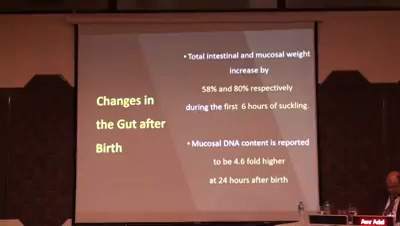 Changes in
the Gut after
Birth
• Total intestinal and mucosal weight
increase by
58% and 80% respectively
during the first 6 hours of suckling.
• Mucosal DNA content is reported
to be 4.6 fold higher
at 24 hours after birth
Amr Adel